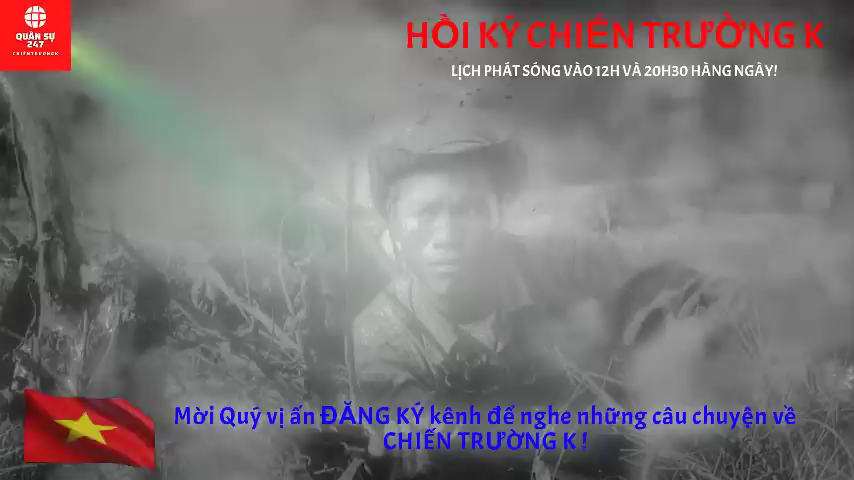 QUÂN SỰ
247
CHIENTRUONGK
HỒI KÝ CHIẾN TRƯỜNG K
LỊCH PHÁT SÓNG VÀO 12H VÀ 20H30 HÀNG NGÀY!
Mời Quý vị ấn ĐĂNG KÝ kênh để nghe những câu chuyện về
CHIẾN TRƯỜNG K !